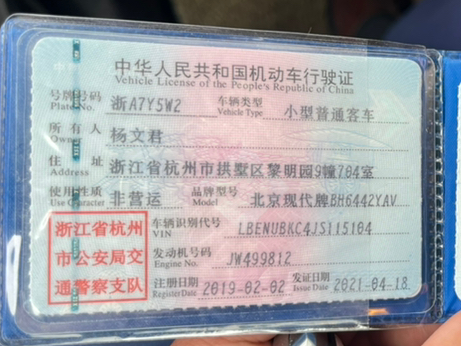 中华人民共和国机动车行驶证
Vehicle License of the People's Republic of China
号牌号码 浙A7Y5W2 车辆类型 小型普通客车
Plate No. Vehicle Type
所有人 杨文君
Owner
住址 浙江省杭州市拱墅区黎明园9幢704室
Address
使用性质 非营运 品牌型号 北京现代牌BH6442YAV
Use Character Model
浙江省杭州
市公安局交
通警察支队
车辆识别代号 LBENUBKC4JS115104
VIN
发动机号码 JW499812
Engine No.
注册日期 2019-02-02 发证日期 2021-04-18
Register Date Issue Date